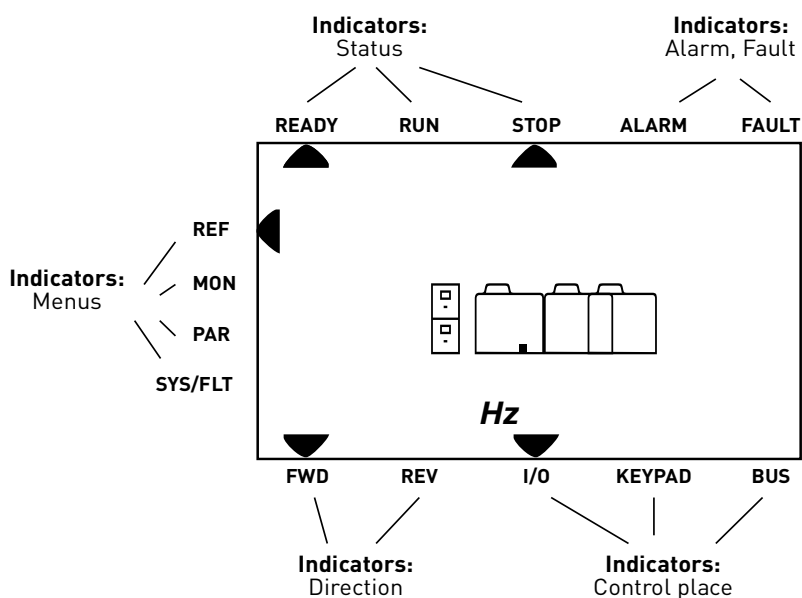 Indicators:
Status
Indicators:
Alarm, Fault
READY RUN STOP ALARM FAULT
REF
Indicators:
Menus
MON
PAR
SYS/FLT
Hz
FWD REV I/O KEYPAD BUS
Indicators:
Direction
Indicators:
Control place